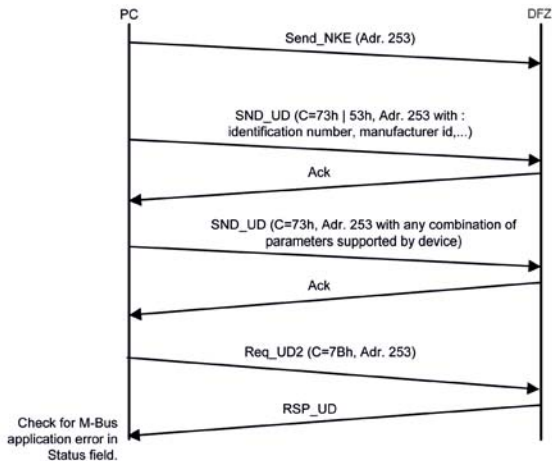 PC
DFZ
Send_NKE (Adr. 253)
SND_UD (C=73h | 53h, Adr. 253 with :
identification number, manufacturer id,...)
Ack
SND_UD (C=73h, Adr. 253 with any combination of
parameters supported by device)
Ack
Req_UD2 (C=7Bh, Adr. 253)
RSP_UD
Check for M-Bus
application error in
Status field.